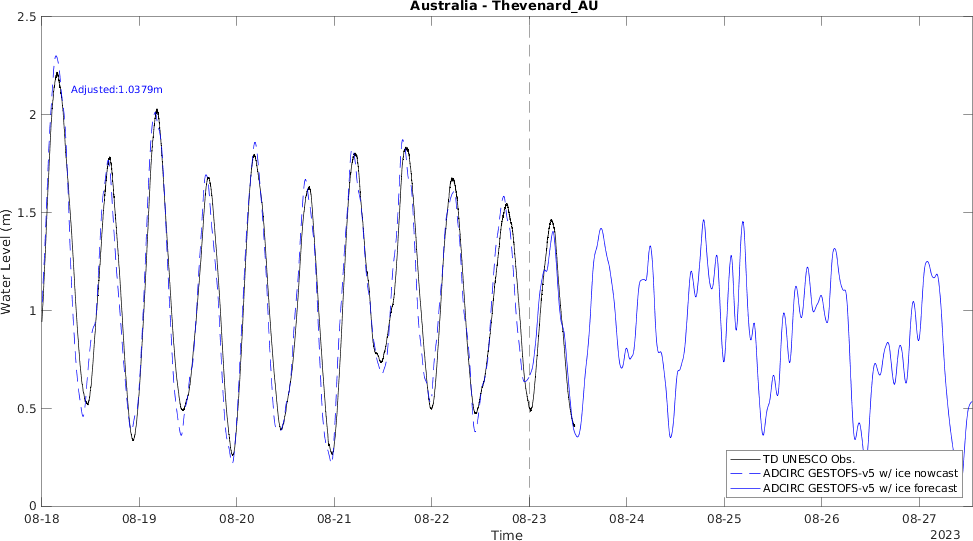 Australia - Thevenard_AU
2.5
2
1.5
1
0.5
0
Water Level (m)
Adjusted:1.0379m
TD UNESCO Obs.
ADCIRC GESTOFS-v5 w/ ice nowcast
ADCIRC GESTOFS-v5 w/ ice forecast
08-18 08-19 08-20 08-21 08-22 08-23 08-24 08-25 08-26 08-27
Time
2023